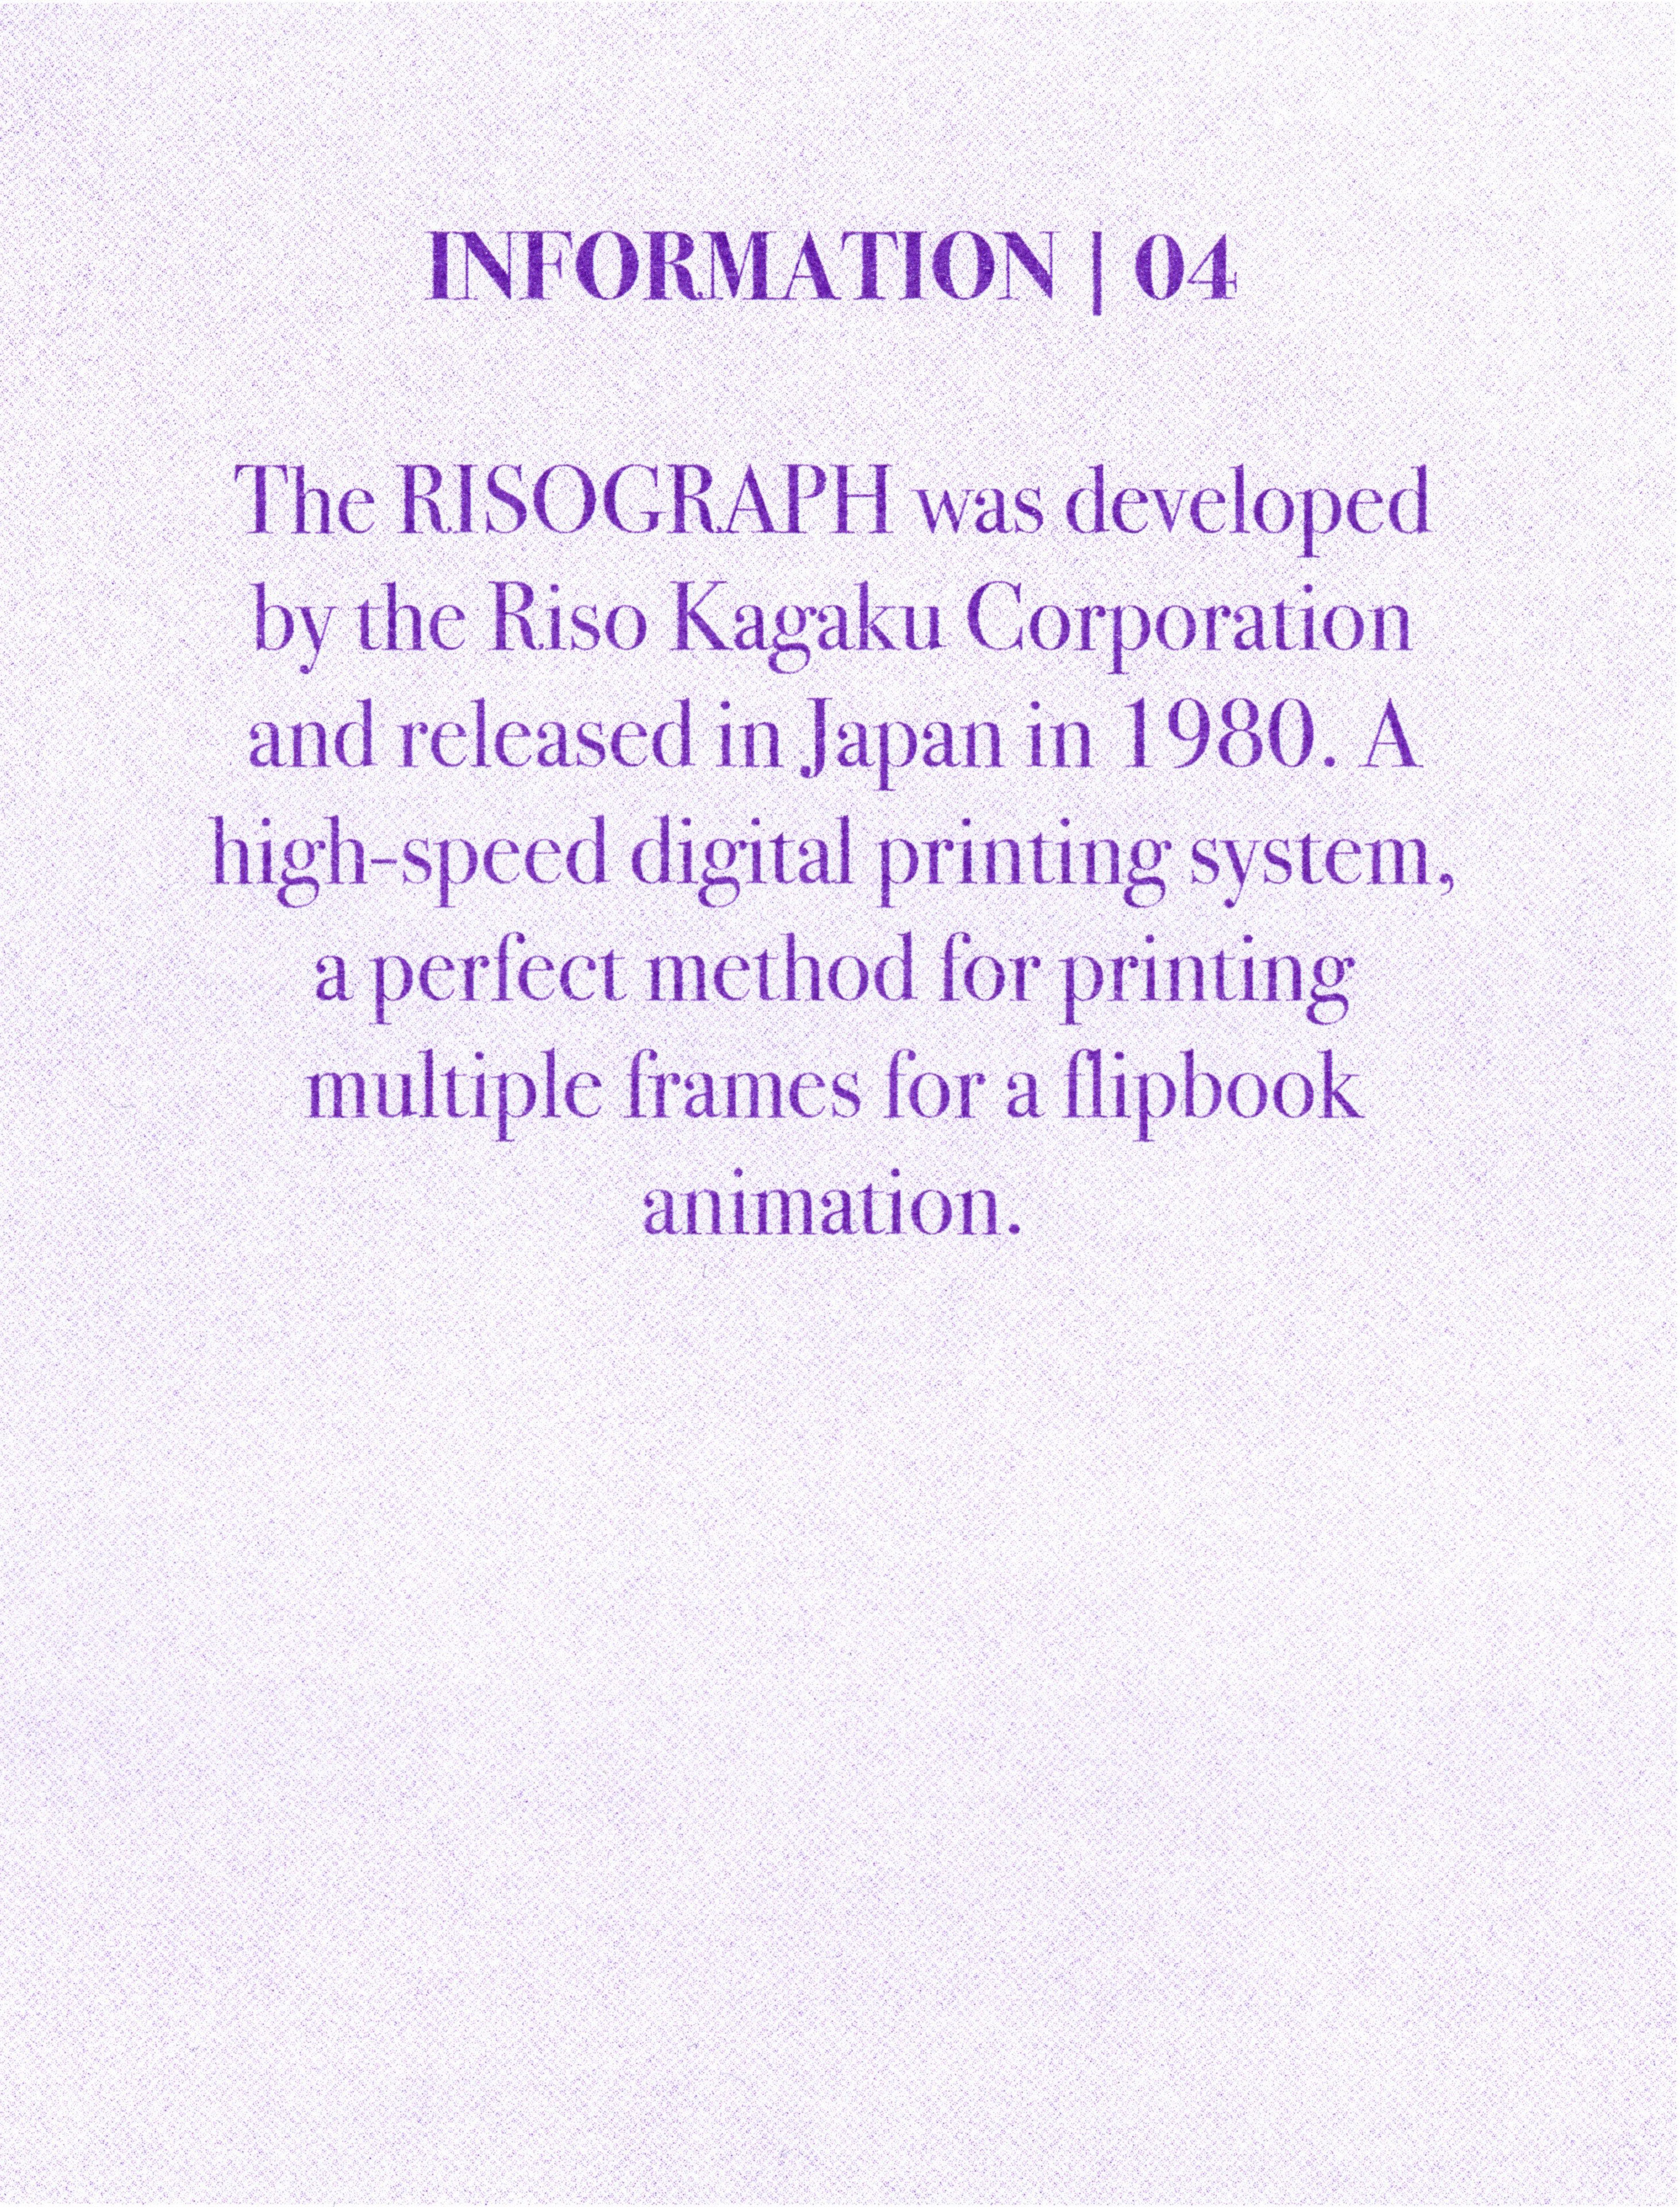 INFORMATION | 04
The RISOGRAPH was developed
by the Riso Kagaku Corporation
and released in Japan in 1980. A
high-speed digital printing system,
a perfect method for printing
multiple frames for a flipbook
animation.